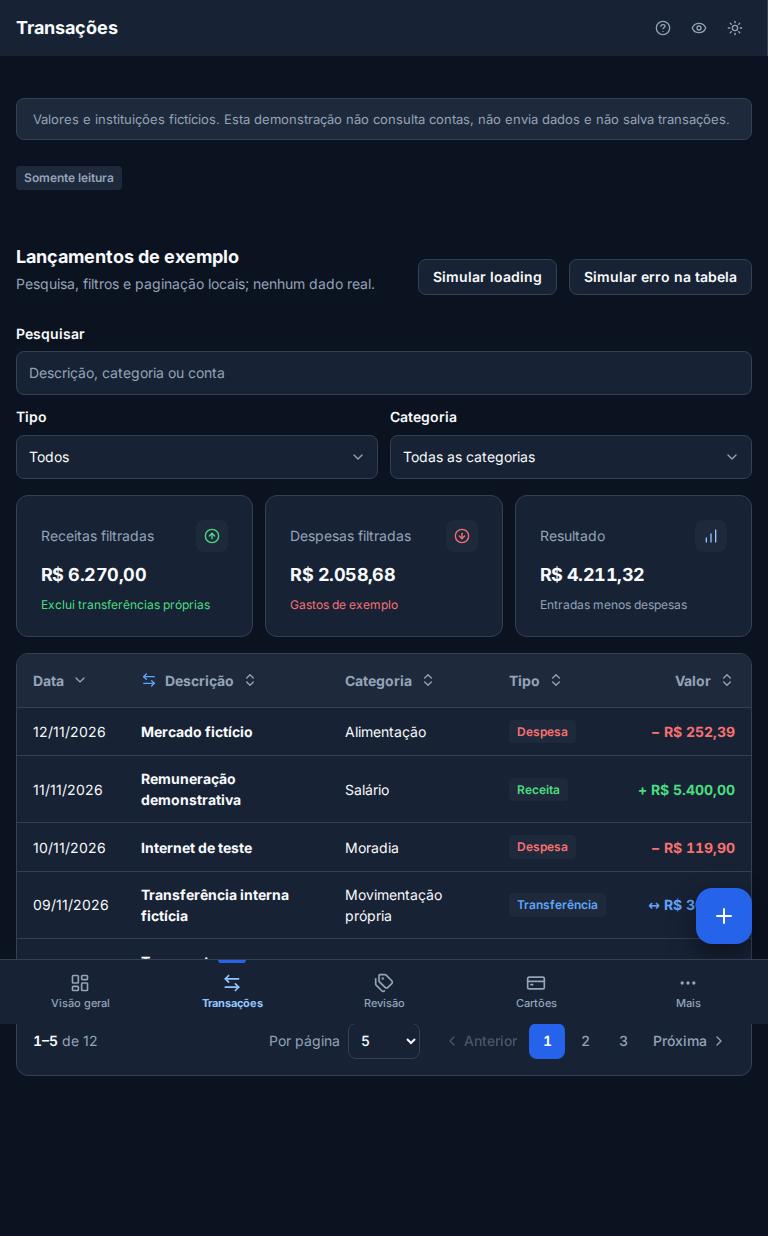 Transações
Valores e instituições fictícios. Esta demonstração não consulta contas, não envia dados e não salva transações.
Somente leitura
Lançamentos de exemplo
Pesquisa, filtros e paginação locais; nenhum dado real.
Simular loading
Simular erro na tabela
Pesquisar
Descrição, categoria ou conta
Tipo
Categoria
Todos
Todas as categorias
Receitas filtradas
R$ 6.270,00
Exclui transferências próprias
Despesas filtradas
R$ 2.058,68
Gastos de exemplo
Resultado
R$ 4.211,32
Entradas menos despesas
Data Descrição Categoria Tipo Valor
12/11/2026 Mercado fictício Alimentação Despesa − R$ 252,39
11/11/2026 Remuneração demonstrativa Salário Receita + R$ 5.400,00
10/11/2026 Internet de teste Moradia Despesa − R$ 119,90
09/11/2026 Transferência interna fictícia Movimentação própria Transferência ↔ R$
Visão geral
Transações
Revisão
Cartões
Mais
1–5 de 12
Por página 5
Anterior 1 2 3 Próxima